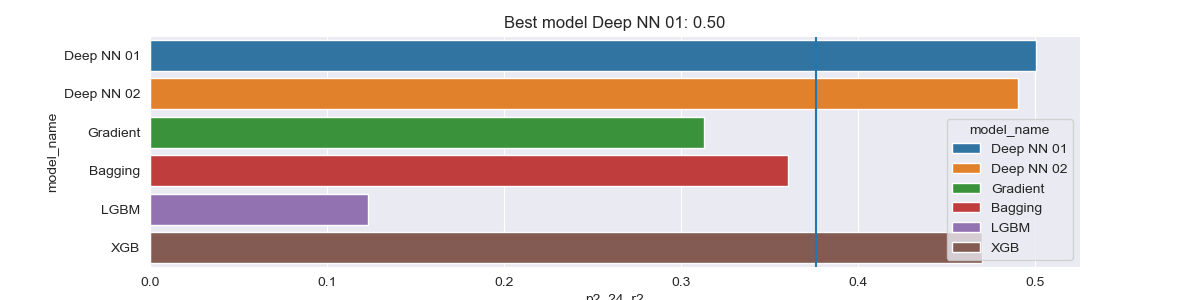 Best model Deep NN 01: 0.50
Deep NN 01
Deep NN 02
Gradient
Bagging
LGBM
XGB
model_name
model_name
Deep NN 01
Deep NN 02
Gradient
Bagging
LGBM
XGB
0.0 0.1 0.2 0.3 0.4 0.5